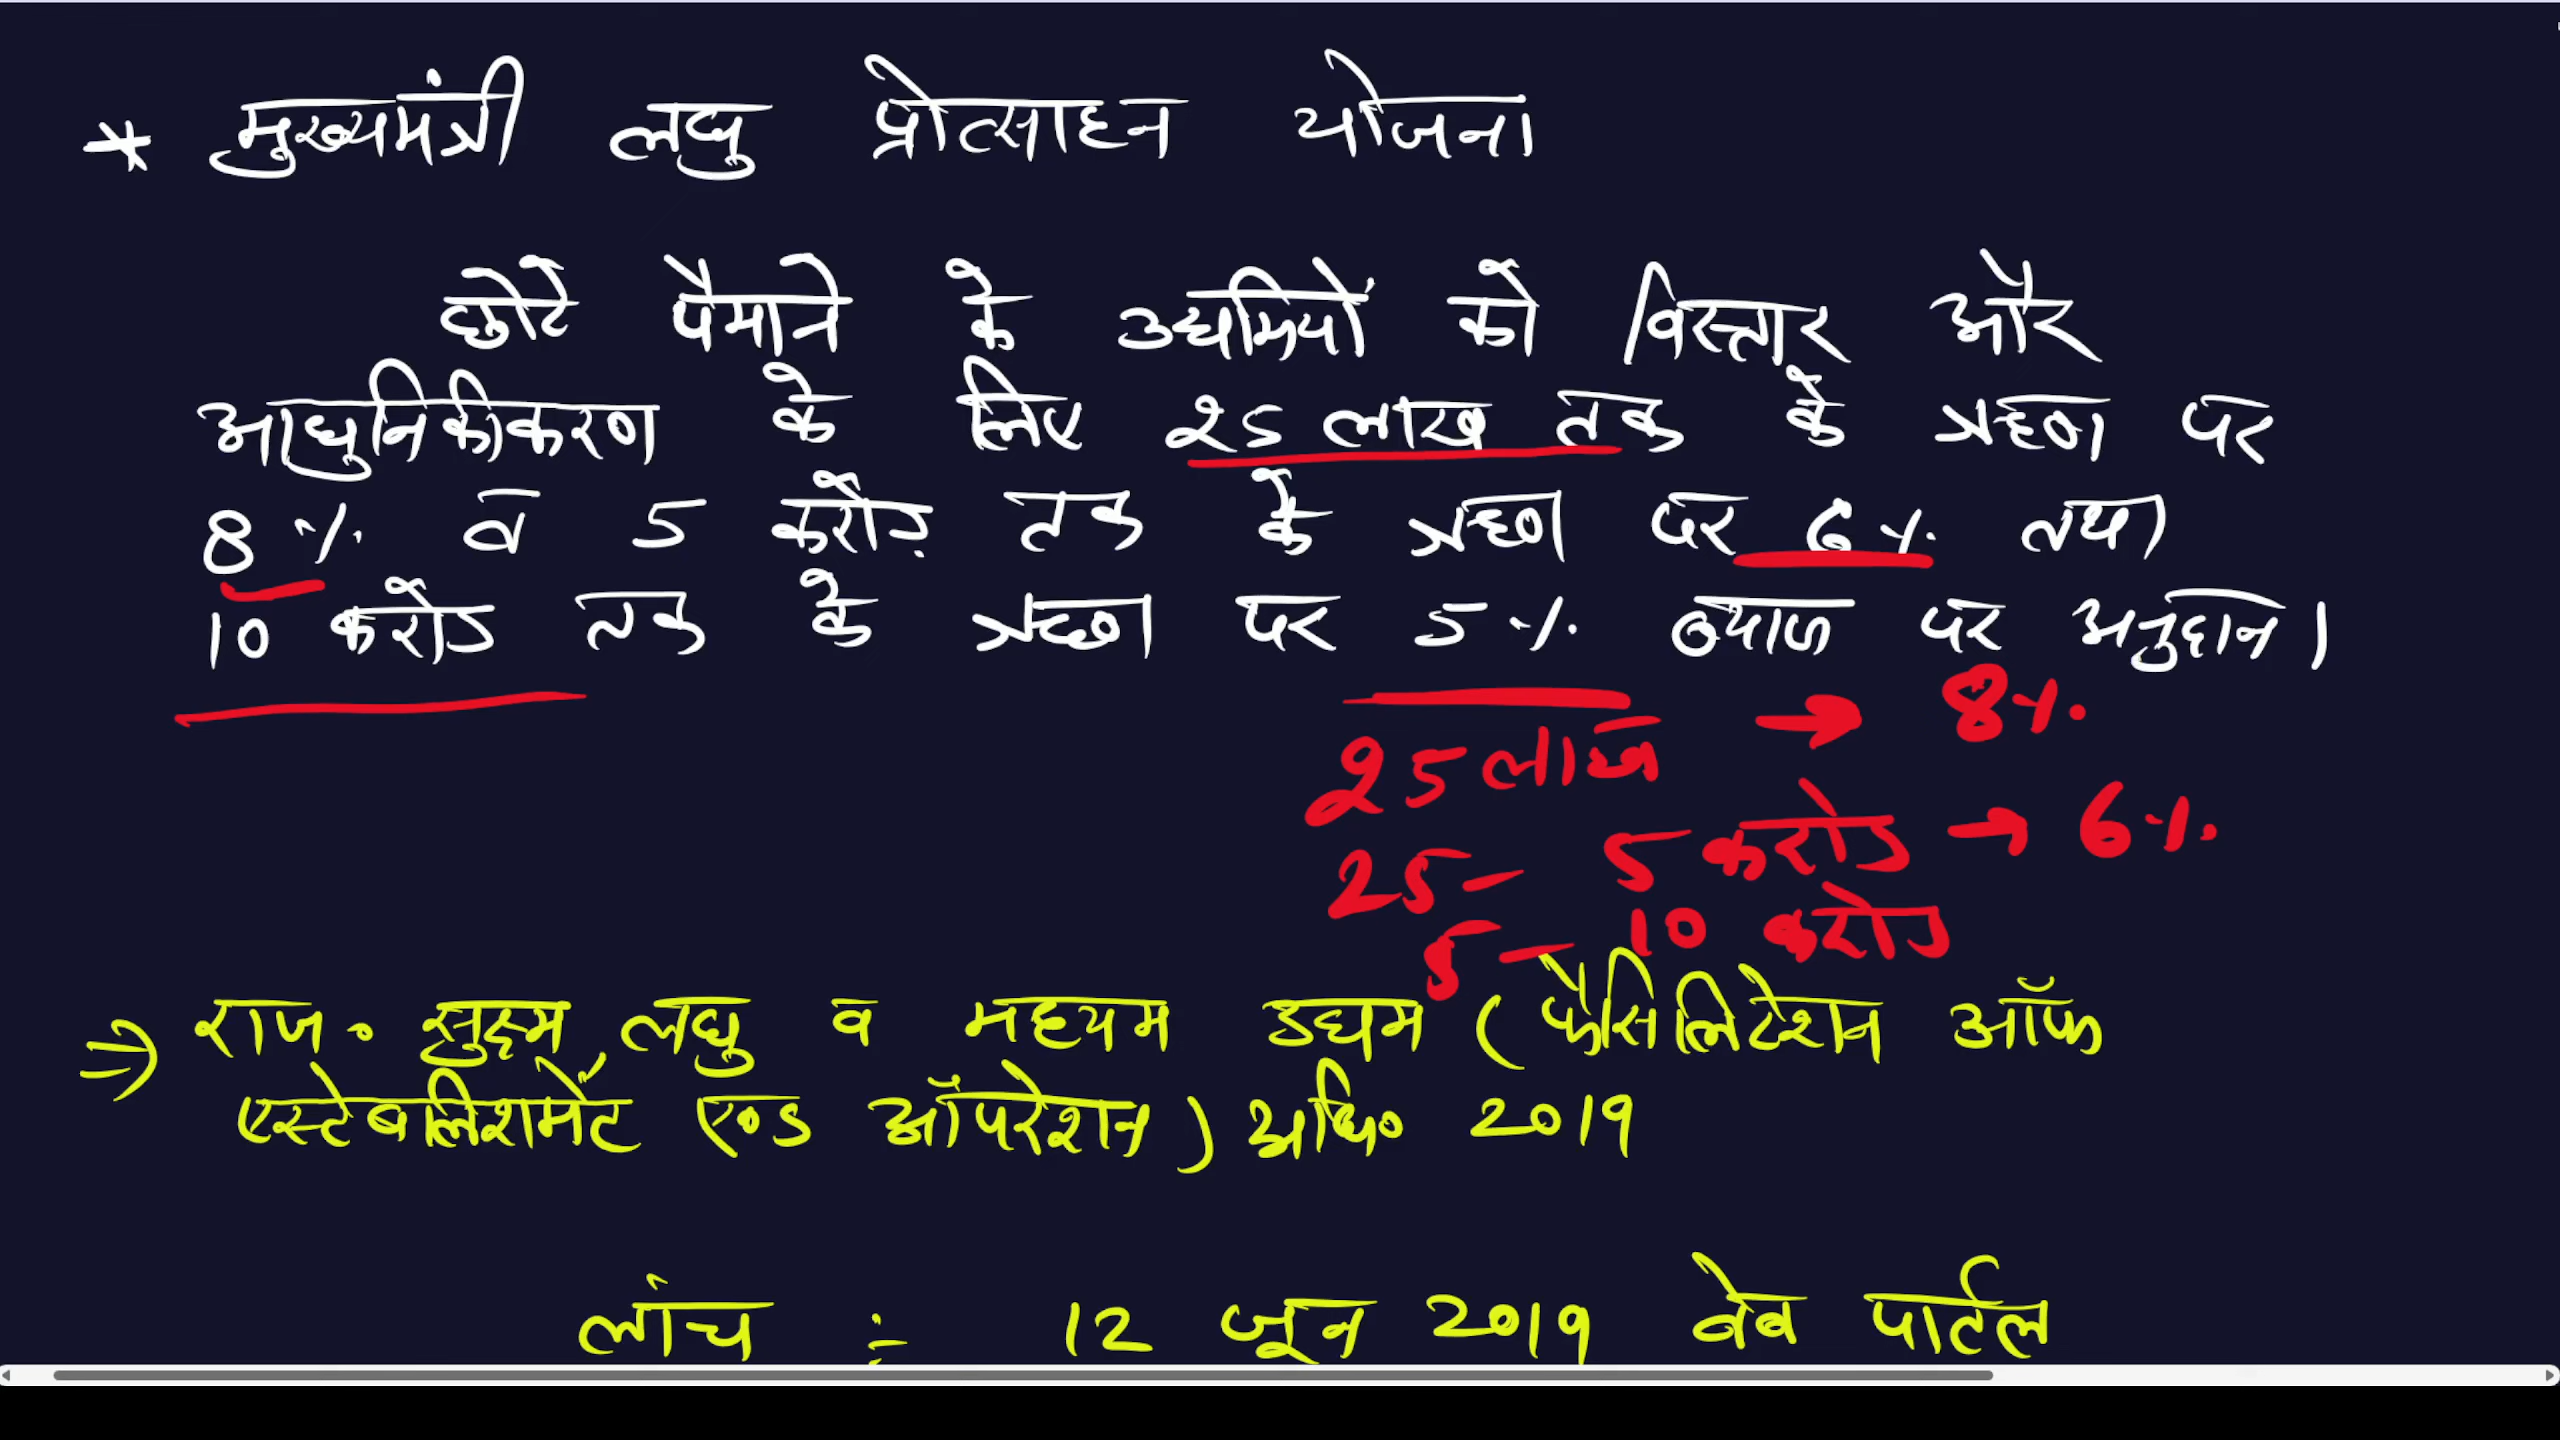 * मुख्यमंत्री लघु प्रोत्साहन योजना
छोटे पैमाने के उद्यमियों को विस्तार और
आधुनिकीकरण के लिए 25 लाख तक के ऋण पर
8% व 5 करोड़ तक के ऋण पर 6% तथा
10 करोड तक के ऋण पर 5% ब्याज पर अनुदान।
25 लाख → 8%
25 - 5 करोड → 6%
5 - 10 करोड
⇒ राज. सुक्ष्म लघु व मध्यम उद्यम (फैसिलिटेशन ऑफ
एस्टेबलिशमेंट एण्ड ऑपरेशन) अधि० 2019
लांच : 12 जून 2019 वेब पार्टल